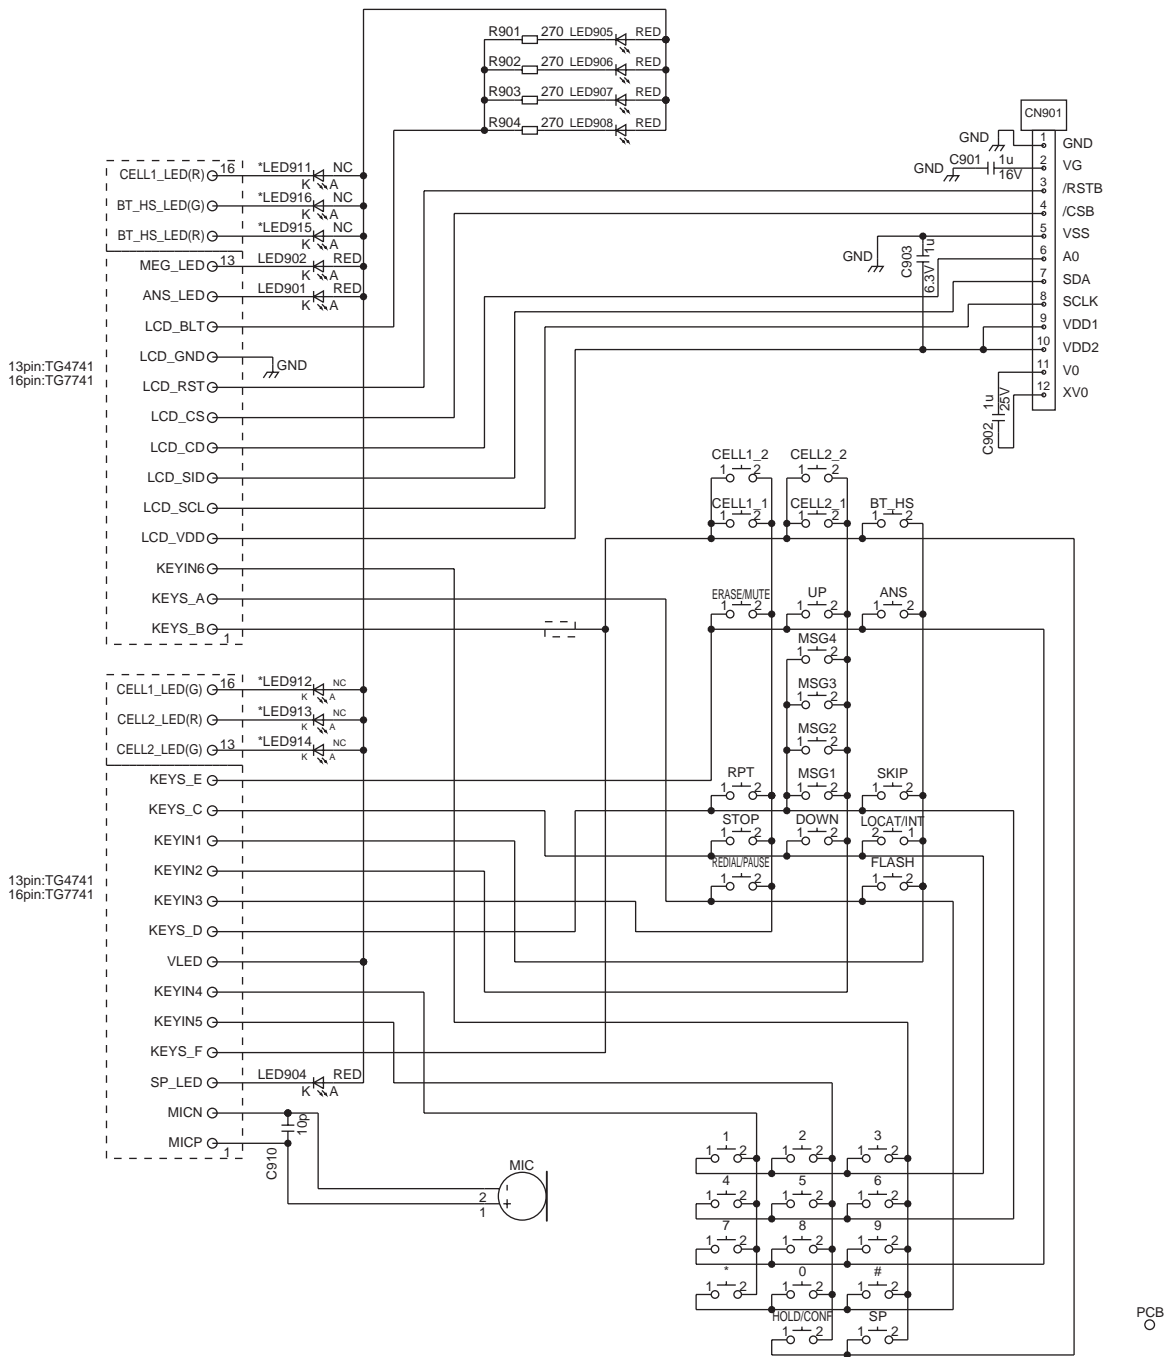 R901 270 LED905 RED
R902 270 LED906 RED
R903 270 LED907 RED
R904 270 LED908 RED
CN901
GND 1 GND
GND C901 1u 16V 2 VG
3 /RSTB
4 /CSB
5 VSS
GND C903 1u 6.3V 6 A0
7 SDA
8 SCLK
9 VDD1
10 VDD2
11 V0
12 XV0
C902 1u 25V
CELL1_LED(R) 16 *LED911 NC
K A
BT_HS_LED(G) *LED916 NC
K A
BT_HS_LED(R) *LED915 NC
K A
MEG_LED 13 LED902 RED
K A
ANS_LED LED901 RED
K A
LCD_BLT
LCD_GND GND
13pin:TG4741
16pin:TG7741
LCD_RST
LCD_CS
LCD_CD
LCD_SID
LCD_SCL
LCD_VDD
KEYIN6
KEYS_A
KEYS_B
1
CELL1_LED(G) 16 *LED912 NC
K A
CELL2_LED(R) *LED913 NC
K A
CELL2_LED(G) 13 *LED914 NC
K A
KEYS_E
KEYS_C
KEYIN1
KEYIN2
13pin:TG4741
16pin:TG7741
KEYIN3
KEYS_D
VLED
KEYIN4
KEYIN5
KEYS_F
SP_LED LED904 RED
K A
MICN
MICP
1
C910 10p
MIC
-
2 +
1
CELL1_2 CELL2_2
1 2 1 2
CELL1_1 CELL2_1 BT_HS
1 2 1 2 1 2
ERASE/MUTE UP ANS
1 2 1 2 1 2
MSG4
1 2
MSG3
1 2
MSG2
1 2
RPT MSG1 SKIP
1 2 1 2 1 2
STOP DOWN LOCAT/INT
1 2 1 2 2 1
REDIAL/PAUSE FLASH
1 2 1 2
1 2 3
1 2 1 2 1 2
4 5 6
1 2 1 2 1 2
7 8 9
1 2 1 2 1 2
* 0 #
1 2 1 2 1 2
HOLD/CONF SP
1 2 1 2
PCB